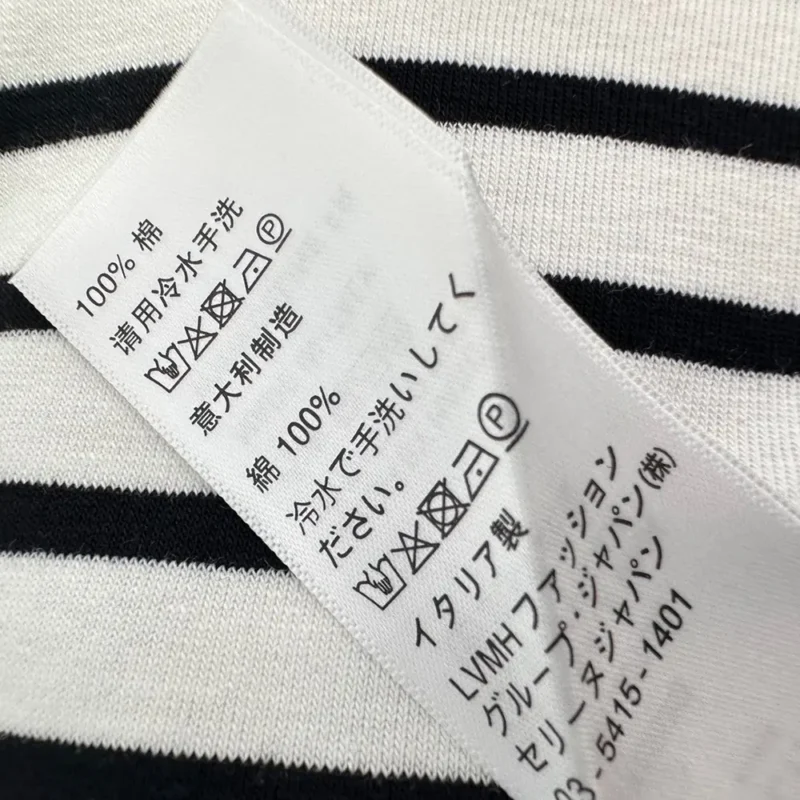 100% 棉
请用冷水手洗
P
意大利制造
綿 100%
冷水で手洗いしてく
ださい。
P
イタリア製
LVMH ファッション
グループ・ジャパン(株)
セリーヌジャパン
03-5415-1401